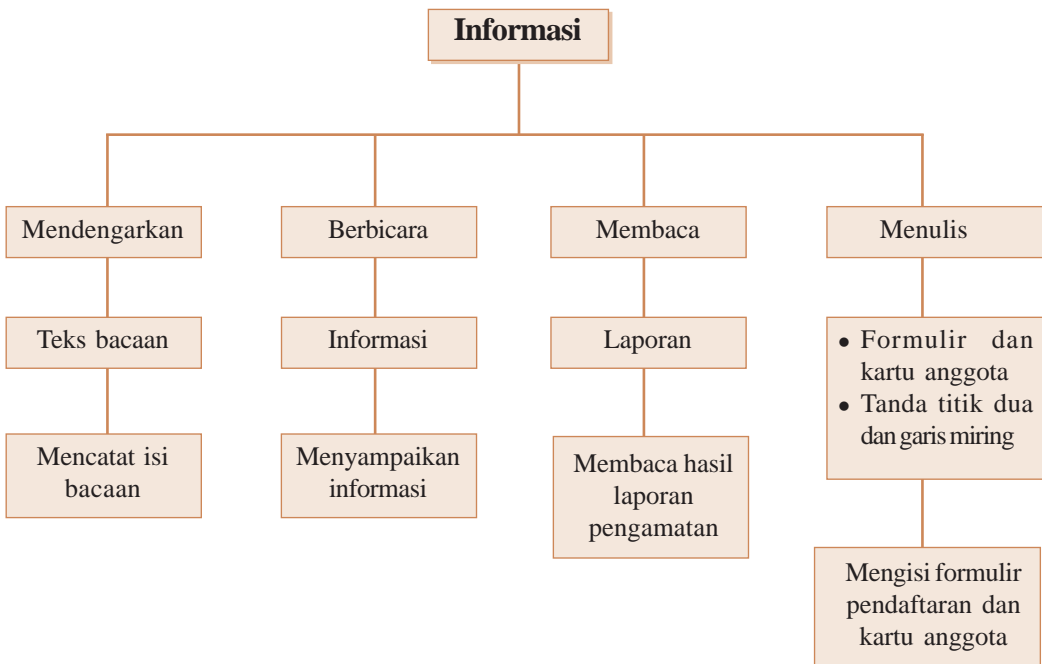 Informasi
Mendengarkan
Berbicara
Membaca
Menulis
Teks bacaan
Informasi
Laporan
• Formulir dan
kartu anggota
• Tanda titik dua
dan garis miring
Mencatat isi
bacaan
Menyampaikan
informasi
Membaca hasil
laporan
pengamatan
Mengisi formulir
pendaftaran dan
kartu anggota